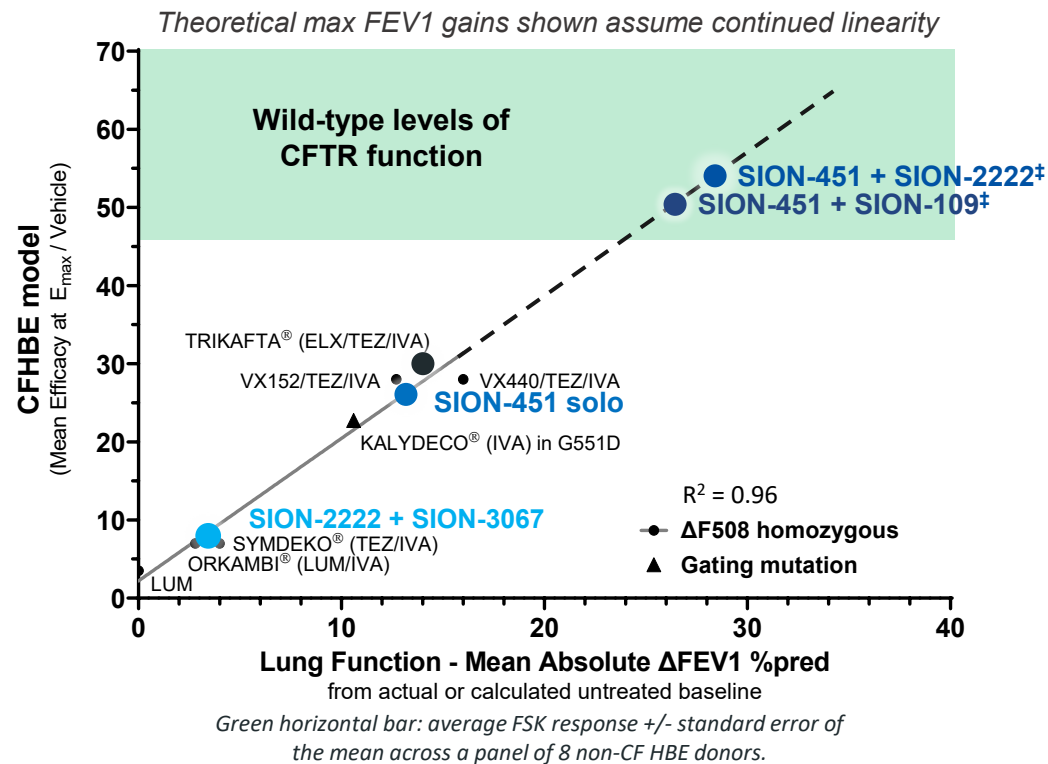 Theoretical max FEV1 gains shown assume continued linearity
70
60
50
40
30
20
10
0
CFHBE model
(Mean Efficacy at Emax / Vehicle)
Wild-type levels of
CFTR function
SION-451 + SION-2222‡
SION-451 + SION-109‡
TRIKAFTA® (ELX/TEZ/IVA)
VX152/TEZ/IVA
VX440/TEZ/IVA
SION-451 solo
KALYDECO® (IVA) in G551D
SION-2222 + SION-3067
SYMDEKO® (TEZ/IVA)
ORKAMBI® (LUM/IVA)
LUM
R² = 0.96
ΔF508 homozygous
Gating mutation
0 10 20 30 40
Lung Function - Mean Absolute ΔFEV1 %pred
from actual or calculated untreated baseline
Green horizontal bar: average FSK response +/- standard error of
the mean across a panel of 8 non-CF HBE donors.